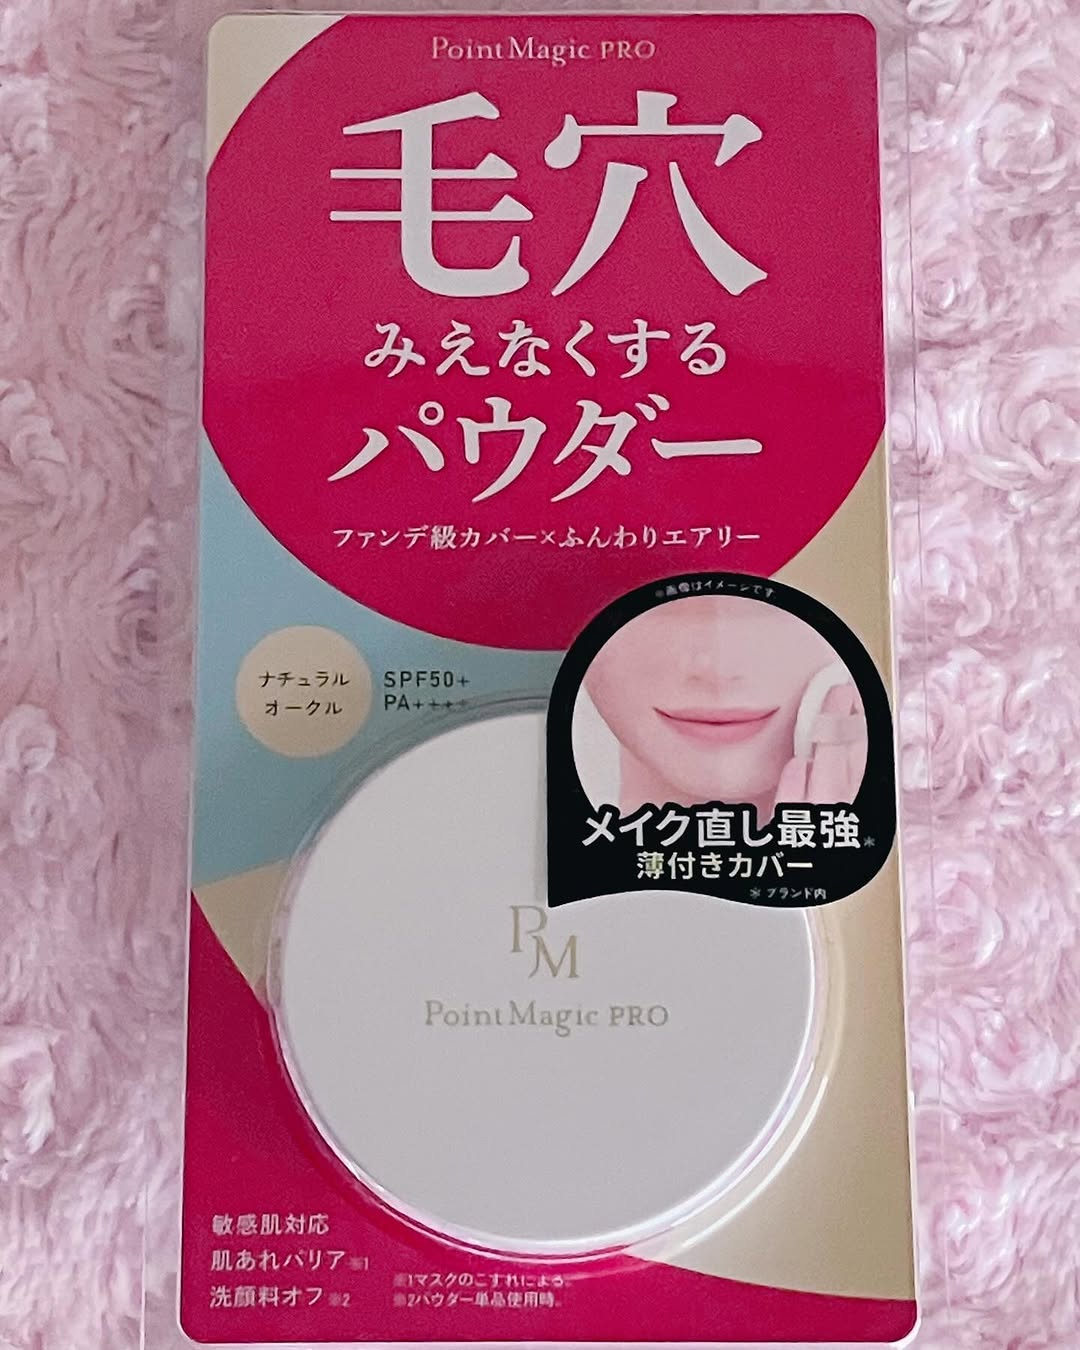 PointMagic PRO
毛穴
みえなくする
パウダー
ファンデ級カバー×ふんわりエアリー
※画像はイメージです
ナチュラル
オークル
SPF50+
PA++++
メイク直し最強*
薄付きカバー
*ブランド内
PM
PointMagic PRO
敏感肌対応
肌あれバリア※1
洗顔料オフ※2
※1マスクのこすれによる。
※2パウダー単品使用時。